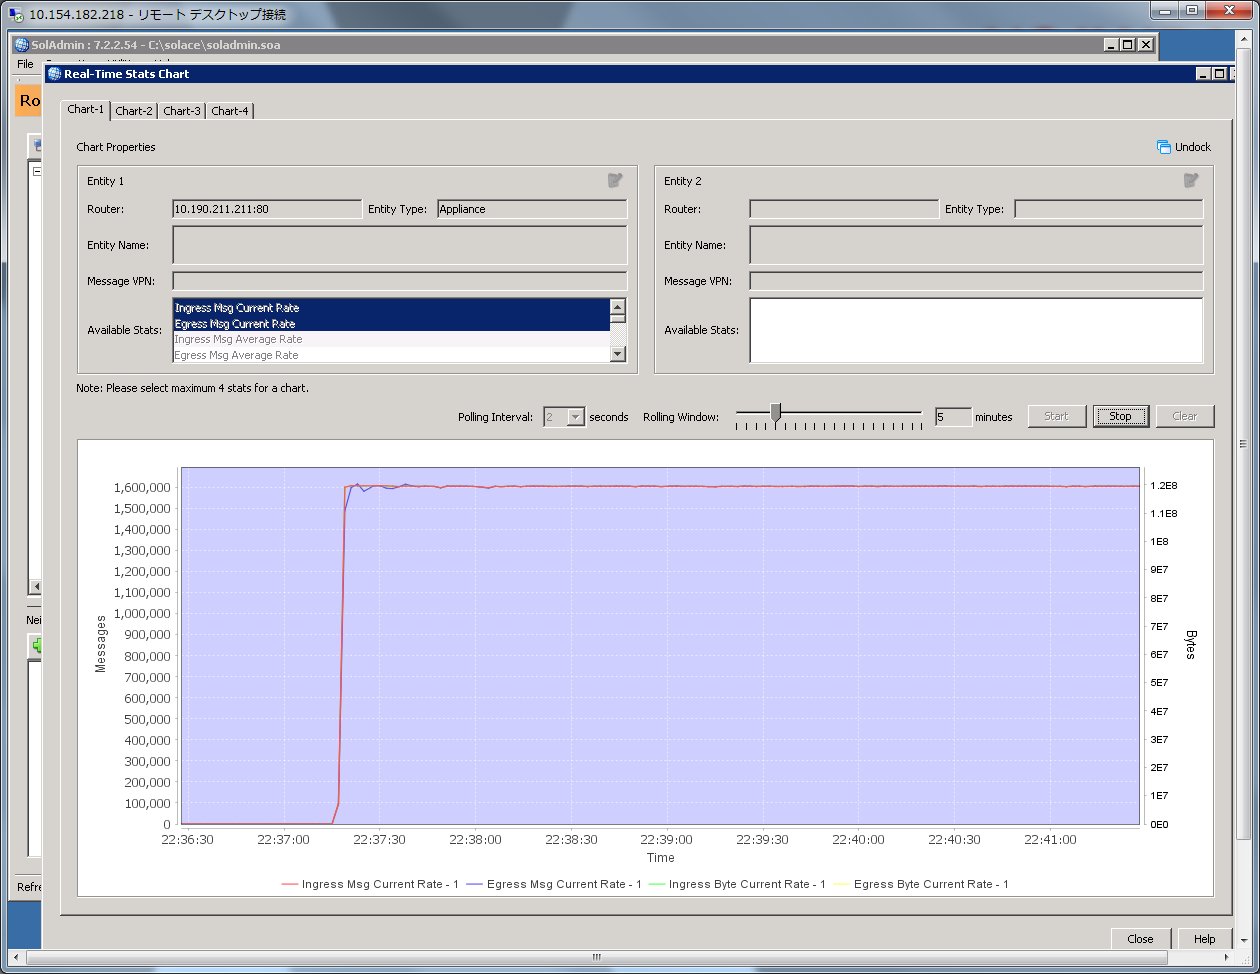 10.154.182.218 - リモート デスクトップ接続
SolAdmin : 7.2.2.54 - C:\solace\soladmin.soa
File
Real-Time Stats Chart
Ro
Chart-1 Chart-2 Chart-3 Chart-4
Chart Properties Undock
Entity 1
Router: 10.190.211.211:80 Entity Type: Appliance
Entity Name:
Message VPN:
Available Stats:
Ingress Msg Current Rate
Egress Msg Current Rate
Ingress Msg Average Rate
Egress Msg Average Rate
Entity 2
Router: Entity Type:
Entity Name:
Message VPN:
Available Stats:
Note: Please select maximum 4 stats for a chart.
Polling Interval: 2 seconds Rolling Window: 5 minutes Start Stop Clear
Messages
1,600,000
1,500,000
1,400,000
1,300,000
1,200,000
1,100,000
1,000,000
900,000
800,000
700,000
600,000
500,000
400,000
300,000
200,000
100,000
0
1.2E8
1.1E8
1E8
9E7
8E7
7E7
6E7
5E7
4E7
3E7
2E7
1E7
0E0
Bytes
22:36:30 22:37:00 22:37:30 22:38:00 22:38:30 22:39:00 22:39:30 22:40:00 22:40:30 22:41:00
Time
Ingress Msg Current Rate - 1 Egress Msg Current Rate - 1 Ingress Byte Current Rate - 1 Egress Byte Current Rate - 1
Nei
Refre
Close Help